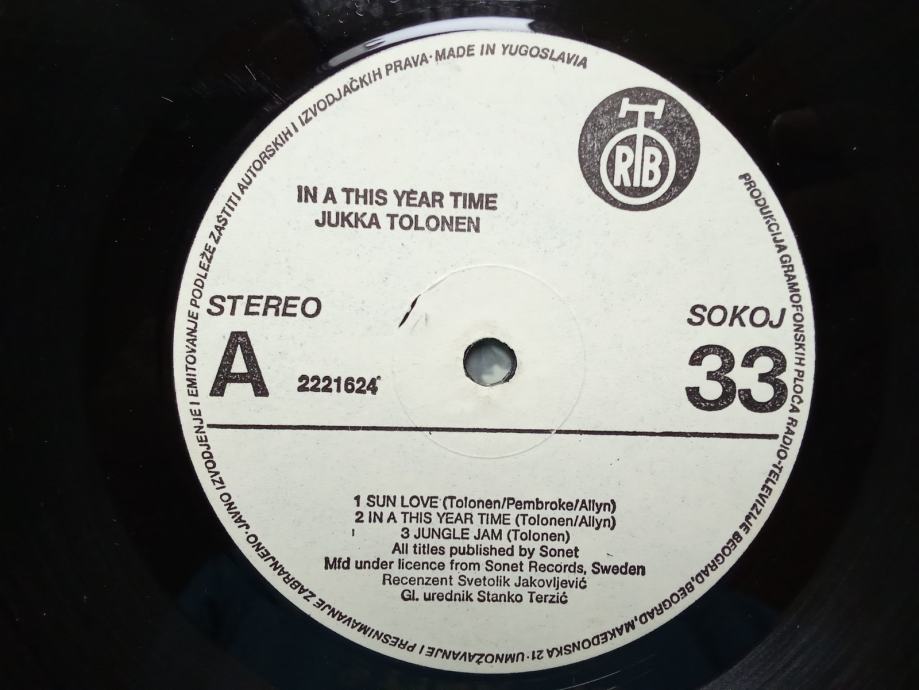 IN A THIS YEAR TIME
JUKKA TOLONEN
RTB
STEREO
SOKOJ
A
2221624
33
1 SUN LOVE (Tolonen/Pembroke/Allyn)
2 IN A THIS YEAR TIME (Tolonen/Allyn)
3 JUNGLE JAM (Tolonen)
All titles published by Sonet
Mfd under licence from Sonet Records, Sweden
Recenzent Svetolik Jakovljević
Gl. urednik Stanko Terzić
PRODUKCIJA GRAMOFONSKIH PLOČA RADIO-TELEVIZIJE BEOGRAD, BEOGRAD, MAKEDONSKA 21 · UMNOŽAVANJE I PRESNIMAVANJE ZABRANJENO · JAVNO IZVODJENJE I EMITOVANJE PODLEŽE ZAŠTITI AUTORSKIH I IZVODJAČKIH PRAVA · MADE IN YUGOSLAVIA